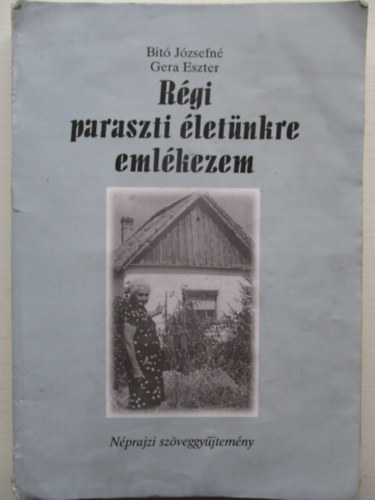 Bitó Józsefné
Gera Eszter
Régi
paraszti életünkre
emlékezem
Néprajzi szöveggyűjtemény